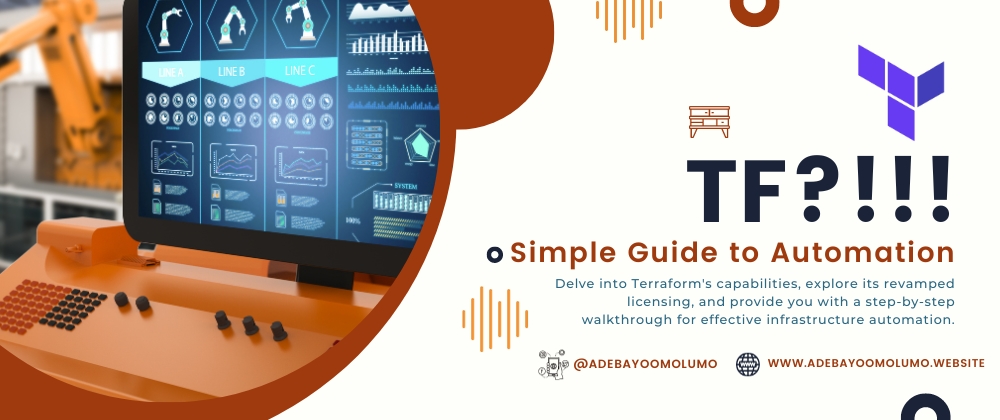 LINE A
LINE B
LINE C
SYSTEM
100%
TF?!!!
Simple Guide to Automation
Delve into Terraform's capabilities, explore its revamped
licensing, and provide you with a step-by-step
walkthrough for effective infrastructure automation.
@ADEBAYOOMOLUMO
WWW.ADEBAYOOMOLUMO.WEBSITE